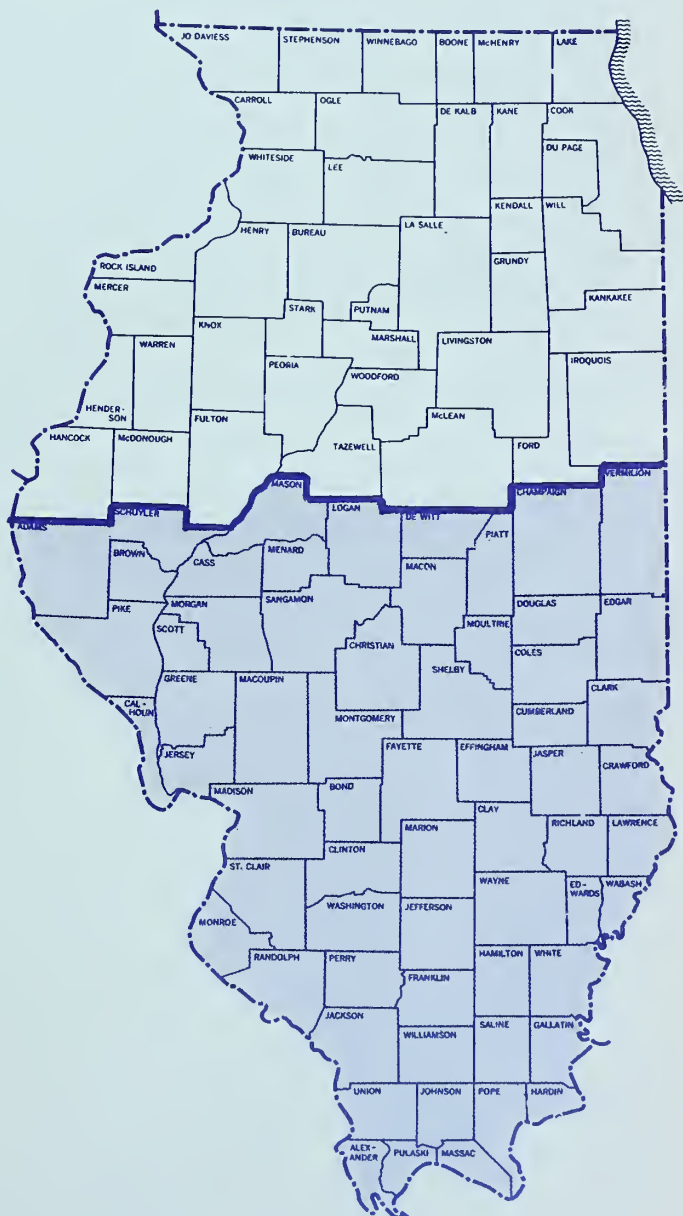 JO DAVIESS
STEPHENSON
WINNEBAGO
BOONE
McHENRY
LAKE
CARROLL
OGLE
DE KALB
KANE
COOK
DU PAGE
WHITESIDE
LEE
KENDALL
WILL
HENRY
BUREAU
LA SALLE
GRUNDY
ROCK ISLAND
MERCER
KANKAKEE
STARK
PUTNAM
KNOX
MARSHALL
LIVINGSTON
WARREN
PEORIA
IROQUOIS
WOODFORD
HENDER-
SON
FULTON
McLEAN
HANCOCK
McDONOUGH
TAZEWELL
FORD
MASON
VERMILION
CHAMPAIGN
LOGAN
SCHUYLER
DE WITT
ADAMS
PIATT
BROWN
CASS
MENARD
MACON
PIKE
MORGAN
SANGAMON
DOUGLAS
EDGAR
MOULTRIE
SCOTT
CHRISTIAN
COLES
SHELBY
GREENE
MACOUPIN
CLARK
CAL-
HOUN
CUMBERLAND
MONTGOMERY
FAYETTE
EFFINGHAM
JERSEY
JASPER
CRAWFORD
BOND
MADISON
CLAY
RICHLAND
LAWRENCE
MARION
CLINTON
ST. CLAIR
WAYNE
ED-
WARDS
WABASH
WASHINGTON
JEFFERSON
MONROE
RANDOLPH
PERRY
HAMILTON
WHITE
FRANKLIN
JACKSON
WILLIAMSON
SALINE
GALLATIN
UNION
JOHNSON
POPE
HARDIN
ALEX-
ANDER
PULASKI
MASSAC